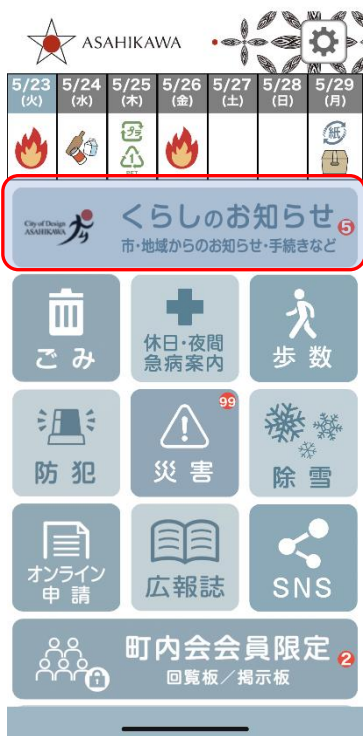 ASAHIKAWA
5/23 5/24 5/25 5/26 5/27 5/28 5/29
(火) (水) (木) (金) (土) (日) (月)
プラ 紙
1
PET
City of Design
ASAHIKAWA
くらしのお知らせ 5
市・地域からのお知らせ・手続きなど
ごみ
休日・夜間
急病案内
歩数
防犯
99
災害
除雪
オンライン
申請
広報誌
SNS
町内会会員限定 2
回覧板/掲示板